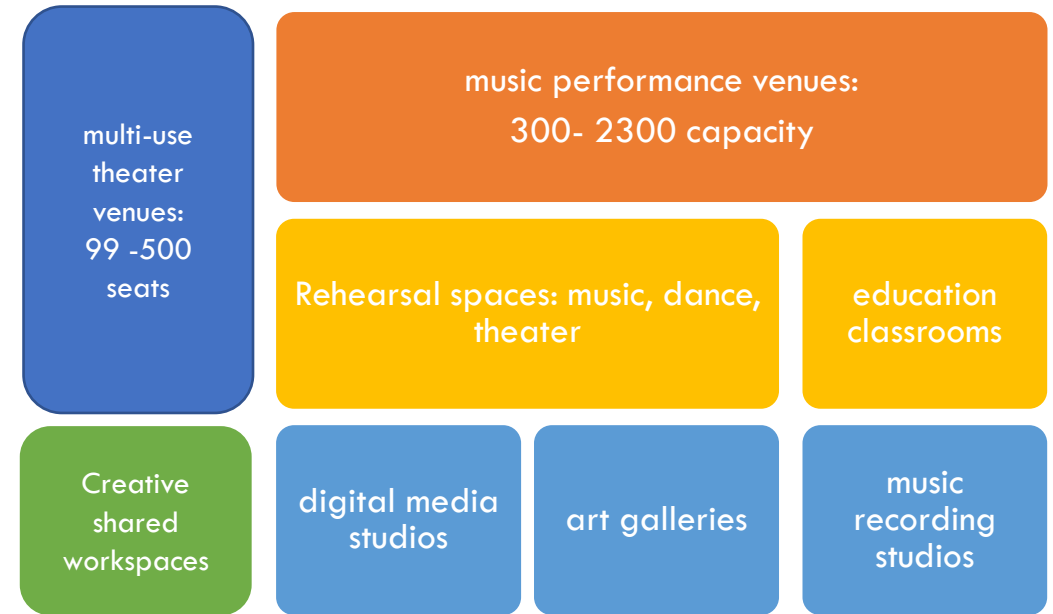 multi-use
theater
venues:
99 -500
seats
music performance venues:
300- 2300 capacity
Rehearsal spaces: music, dance,
theater
education
classrooms
Creative
shared
workspaces
digital media
studios
art galleries
music
recording
studios